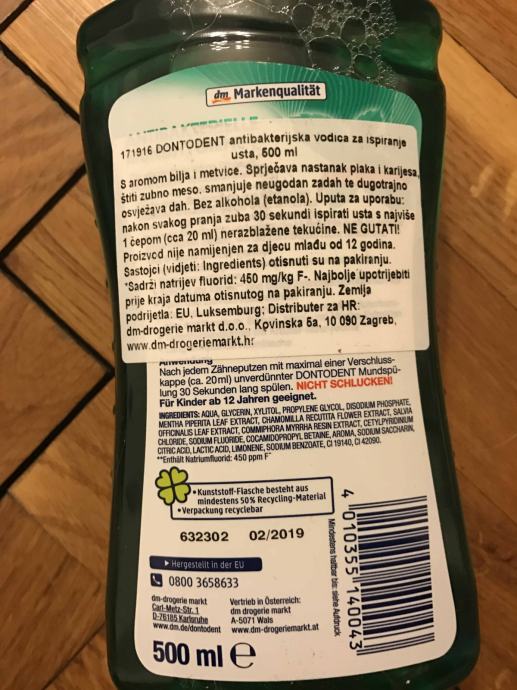 dm Markenqualität
171916 DONTODENT antibakterijska vodica za ispiranje
usta, 500 ml
S aromom bilja i metvice. Sprječava nastanak plaka i karijesa,
štiti zubno meso, smanjuje neugodan zadah te dugotrajno
osvježava dah. Bez alkohola (etanola). Uputa za uporabu:
nakon svakog pranja zuba 30 sekundi ispirati usta s najviše
1 čepom (cca 20 ml) nerazblažene tekućine. NE GUTATI!
Proizvod nije namijenjen za djecu mlađu od 12 godina.
Sastojci (vidjeti: Ingredients) otisnuti su na pakiranju.
*Sadrži natrijev fluorid: 450 mg/kg F-. Najbolje upotrijebiti
prije kraja datuma otisnutog na pakiranju. Zemlja
podrijetla: EU, Luksemburg; Distributer za HR:
dm-drogerie markt d.o.o., Kovinska 5a, 10 090 Zagreb,
www.dm-drogeriemarkt.hr
Anwendung
Nach jedem Zähneputzen mit maximal einer Verschluss-
kappe (ca. 20 ml) unverdünnter DONTODENT Mundspü-
lung 30 Sekunden lang spülen. NICHT SCHLUCKEN!
Für Kinder ab 12 Jahren geeignet.
INGREDIENTS: AQUA, GLYCERIN, XYLITOL, PROPYLENE GLYCOL, DISODIUM PHOSPHATE,
MENTHA PIPERITA LEAF EXTRACT, CHAMOMILLA RECUTITA FLOWER EXTRACT, SALVIA
OFFICINALIS LEAF EXTRACT, COMMIPHORA MYRRHA RESIN EXTRACT, CETYLPYRIDINIUM
CHLORIDE, SODIUM FLUORIDE, COCAMIDOPROPYL BETAINE, AROMA, SODIUM SACCHARIN,
CITRIC ACID, LACTIC ACID, LIMONENE, SODIUM BENZOATE, CI 19140, CI 42090.
**Enthält Natriumfluorid: 450 ppm F⁻
• Kunststoff-Flasche besteht aus
mindestens 50% Recycling-Material
• Verpackung recyclebar
632302 02/2019
Mindestens haltbar bis: siehe Aufdruck
Hergestellt in der EU
0800 3658633
dm-drogerie markt
Carl-Metz-Str. 1
D-76185 Karlsruhe
www.dm.de/dontodent
Vertrieb in Österreich:
dm drogerie markt
A-5071 Wals
www.dm-drogeriemarkt.at
500 ml e
4 010355 140043